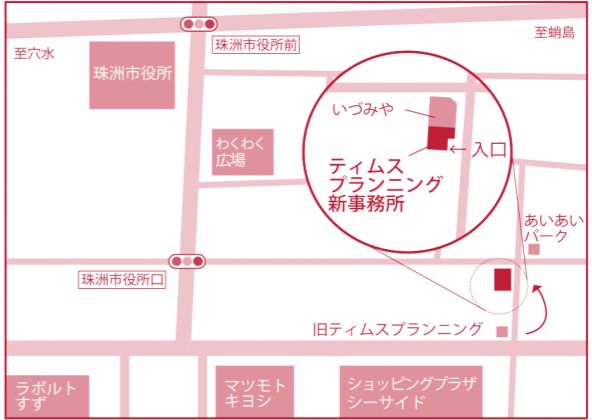 至穴水
珠洲市役所前
至蛸島
珠洲市役所
いづみや
わくわく
広場
← 入口
ティムス
プランニング
新事務所
あいあい
パーク
珠洲市役所口
旧ティムスプランニング
ラポルト
すず
マツモト
キヨシ
ショッピングプラザ
シーサイド